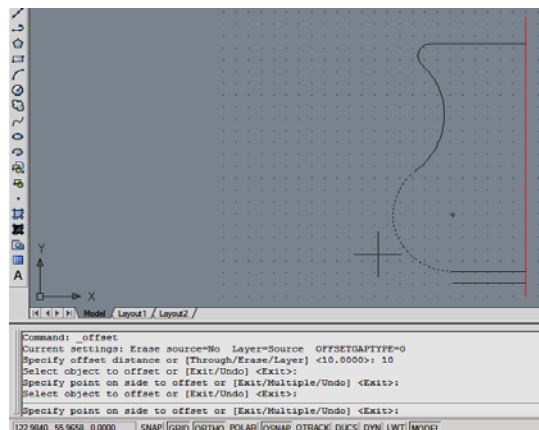 Y
X
A
Model
Layout1
Layout2
Command: _offset
Current settings: Erase source=No Layer=Source OFFSETGAPTYPE=0
Specify offset distance or [Through/Erase/Layer] <10.0000>: 10
Select object to offset or [Exit/Undo] <Exit>:
Specify point on side to offset or [Exit/Multiple/Undo] <Exit>:
Select object to offset or [Exit/Undo] <Exit>:
Specify point on side to offset or [Exit/Multiple/Undo] <Exit>:
122.9840, 55.9658, 0.0000 SNAP GRID ORTHO POLAR OSNAP OTRACK DUCS DYN LWT MODEL